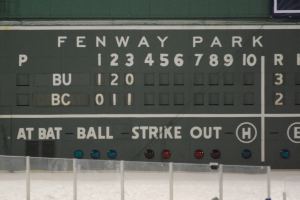 FENWAY PARK
P 1 2 3 4 5 6 7 8 9 10 R
BU 1 2 0 3
BC 0 1 1 2
AT BAT - BALL - STRIKE OUT - H -